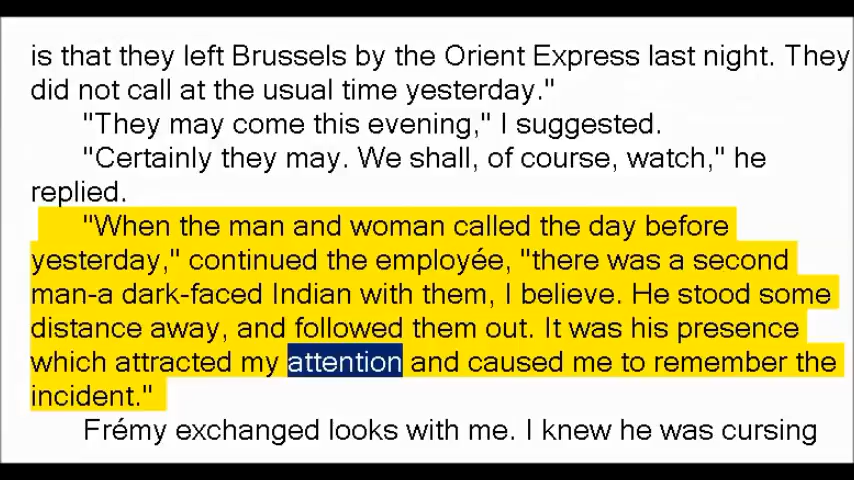 is that they left Brussels by the Orient Express last night. They
did not call at the usual time yesterday."
"They may come this evening," I suggested.
"Certainly they may. We shall, of course, watch," he
replied.
"When the man and woman called the day before
yesterday," continued the employée, "there was a second
man-a dark-faced Indian with them, I believe. He stood some
distance away, and followed them out. It was his presence
which attracted my attention and caused me to remember the
incident."
Frémy exchanged looks with me. I knew he was cursing